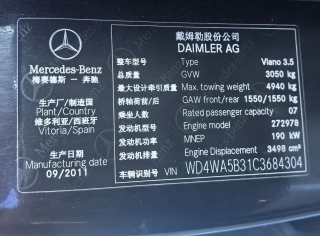 戴姆勒股份公司
DAIMLER AG
Mercedes-Benz
梅赛德斯 - 奔驰
型号 Type Viano 3.5
总质量 GVW 3050 kg
最大设计牵引质量 Max. towing weight 4940 kg
桥轴荷前/后 GAW front/rear 1550/1550 kg
乘坐人数 Rated passenger capacity 07
发动机型号 Engine model 272978
发动机功率 MNEP 190 kW
发动机排量 Engine Displacement 3498 cm³
车辆识别号 VIN WD4WA5B31C3684304
生产厂/制造国
Plant/Country
维多利亚/西班牙
Vitoria/Spain
生产日期
Manufacturing date
09/2011